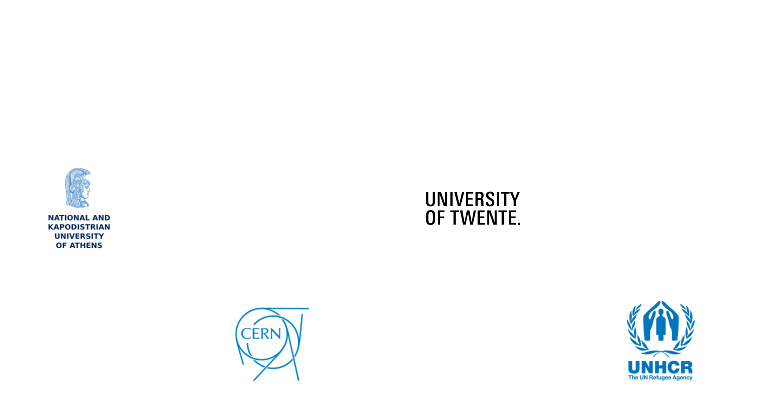 NATIONAL AND
KAPODISTRIAN
UNIVERSITY
OF ATHENS
UNIVERSITY
OF TWENTE.
CERN
UNHCR
The UN Refugee Agency